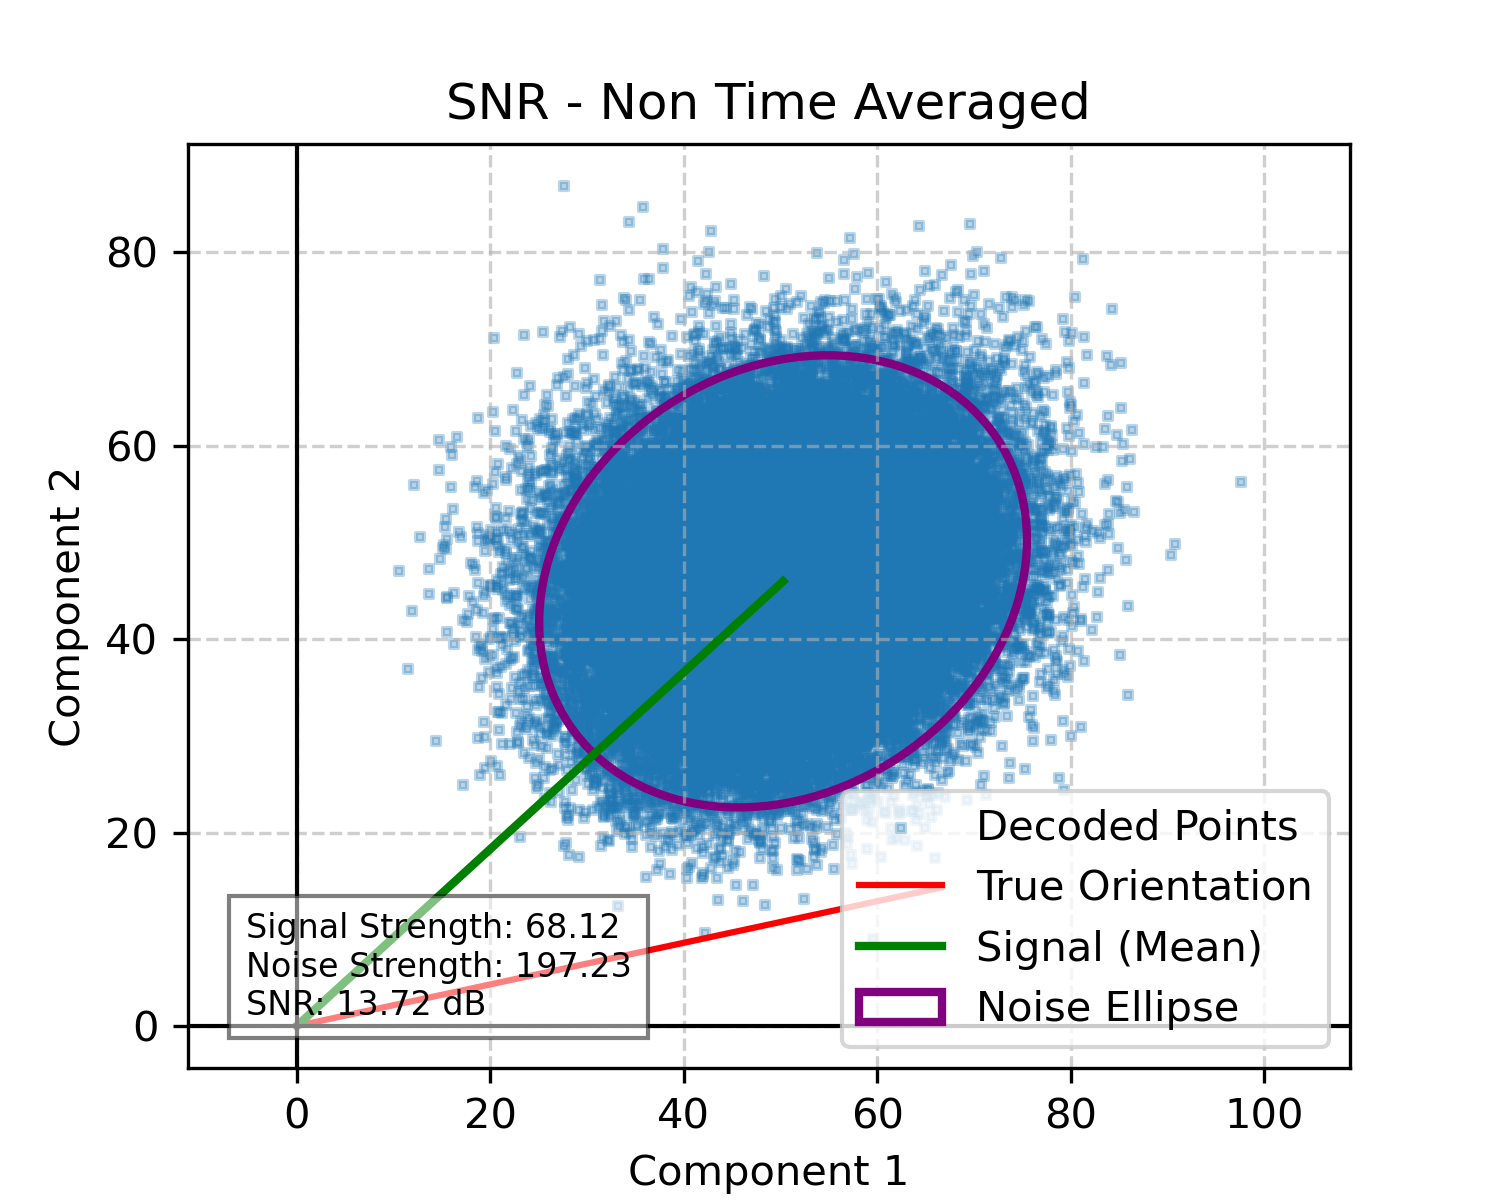 SNR - Non Time Averaged
Component 2
80
60
40
20
0
Signal Strength: 68.12
Noise Strength: 197.23
SNR: 13.72 dB
Decoded Points
True Orientation
Signal (Mean)
Noise Ellipse
0 20 40 60 80 100
Component 1